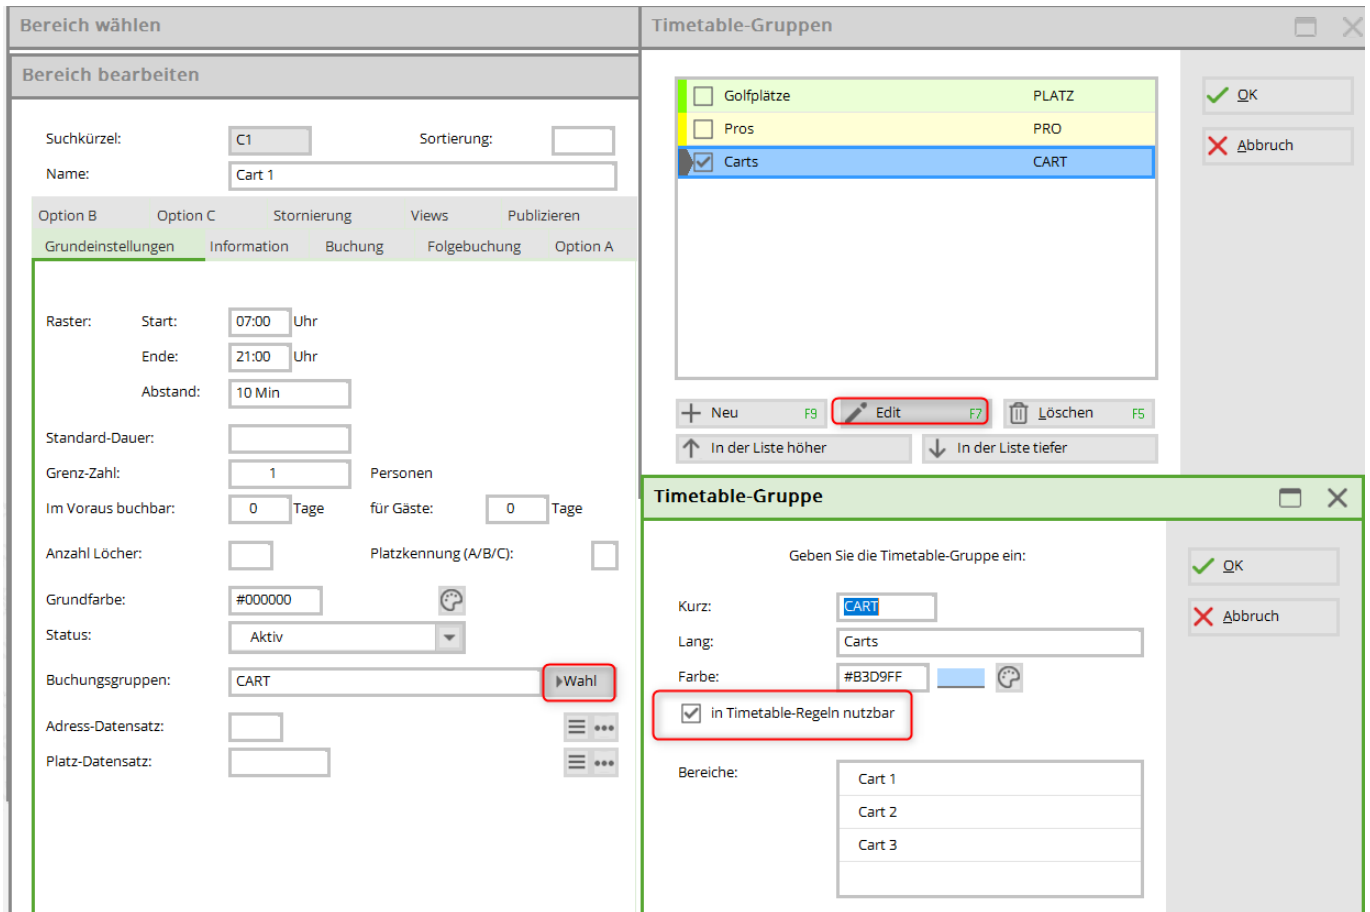 Bereich wählen
Bereich bearbeiten
Suchkürzel: C1 Sortierung:
Name: Cart 1
Option B Option C Stornierung Views Publizieren
Grundeinstellungen Information Buchung Folgebuchung Option A
Raster: Start: 07:00 Uhr
Ende: 21:00 Uhr
Abstand: 10 Min
Standard-Dauer:
Grenz-Zahl: 1 Personen
Im Voraus buchbar: 0 Tage für Gäste: 0 Tage
Anzahl Löcher: Platzkennung (A/B/C):
Grundfarbe: #000000
Status: Aktiv
Buchungsgruppen: CART Wahl
Adress-Datensatz:
Platz-Datensatz:
Timetable-Gruppen
Golfplätze PLATZ
Pros PRO
Carts CART
OK
Abbruch
Neu F9 Edit F7 Löschen F5
In der Liste höher In der Liste tiefer
Timetable-Gruppe
Geben Sie die Timetable-Gruppe ein:
Kurz: CART
Lang: Carts
Farbe: #B3D9FF
in Timetable-Regeln nutzbar
Bereiche: Cart 1
Cart 2
Cart 3
OK
Abbruch